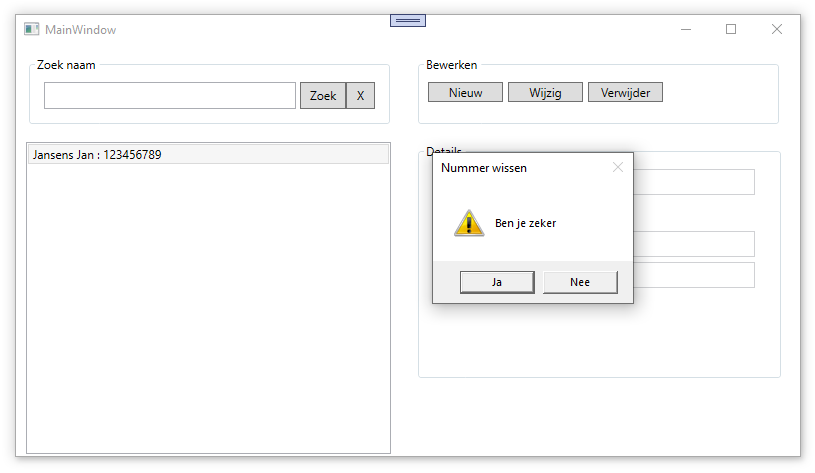 MainWindow
Zoek naam
Zoek
X
Bewerken
Nieuw
Wijzig
Verwijder
Jansens Jan : 123456789
Details
Nummer wissen
Ben je zeker
Ja
Nee